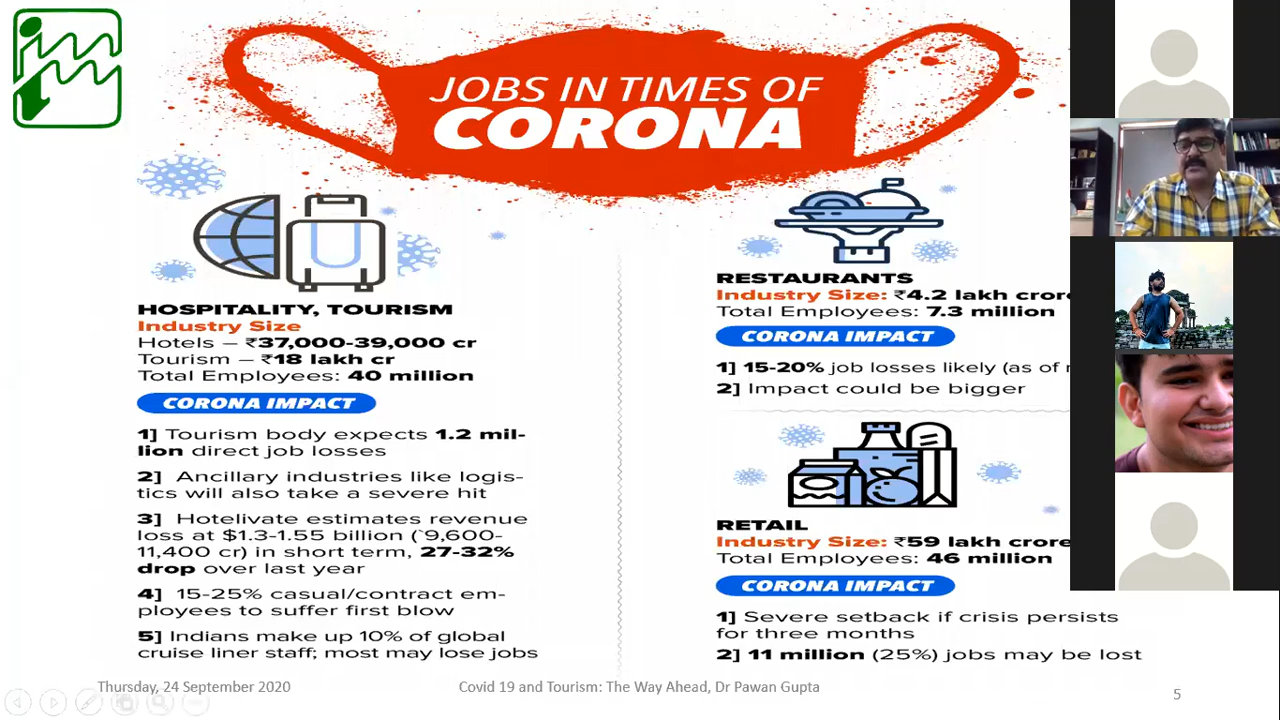 JOBS IN TIMES OF
CORONA
HOSPITALITY, TOURISM
Industry Size
Hotels – ₹37,000-39,000 cr
Tourism – ₹18 lakh cr
Total Employees: 40 million
CORONA IMPACT
1] Tourism body expects 1.2 mil-
lion direct job losses
2] Ancillary industries like logis-
tics will also take a severe hit
3] Hotelivate estimates revenue
loss at $1.3-1.55 billion (`9,600-
11,400 cr) in short term, 27-32%
drop over last year
4] 15-25% casual/contract em-
ployees to suffer first blow
5] Indians make up 10% of global
cruise liner staff; most may lose jobs
RESTAURANTS
Industry Size: ₹4.2 lakh crore
Total Employees: 7.3 million
CORONA IMPACT
1] 15-20% job losses likely (as of
2] Impact could be bigger
RETAIL
Industry Size: ₹59 lakh crore
Total Employees: 46 million
CORONA IMPACT
1] Severe setback if crisis persists
for three months
2] 11 million (25%) jobs may be lost
Thursday, 24 September 2020
Covid 19 and Tourism: The Way Ahead, Dr Pawan Gupta
5